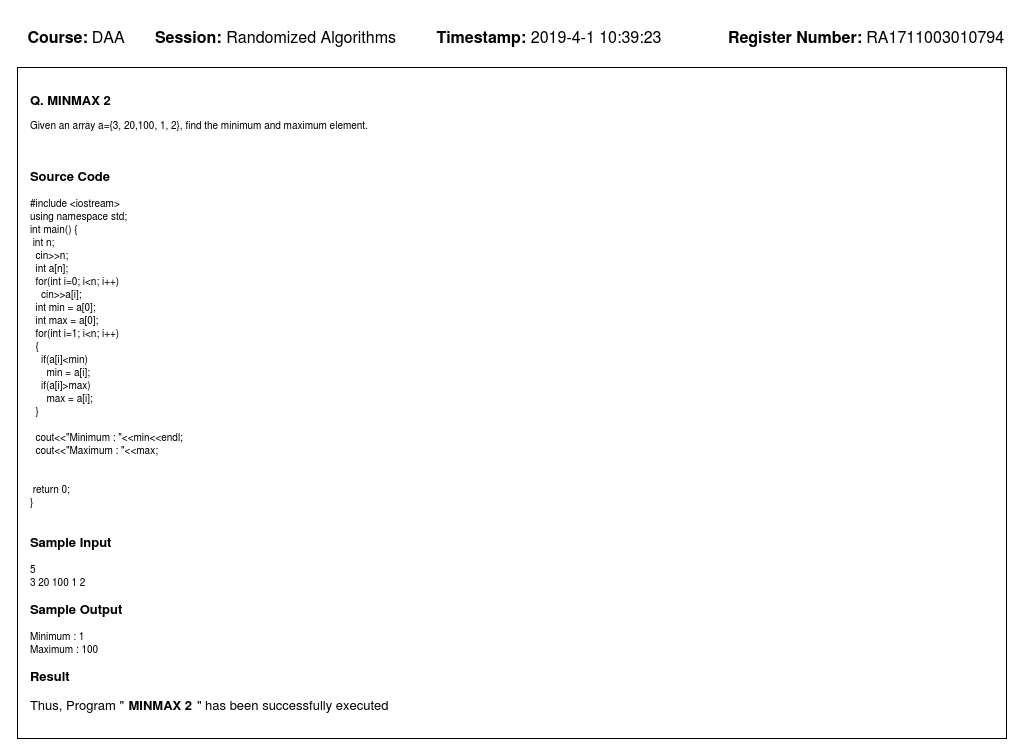 Course: DAA Session: Randomized Algorithms Timestamp: 2019-4-1 10:39:23 Register Number: RA1711003010794
Q. MINMAX 2
Given an array a={3, 20,100, 1, 2}, find the minimum and maximum element.
Source Code
#include <iostream>
using namespace std;
int main() {
int n;
cin>>n;
int a[n];
for(int i=0; i<n; i++)
cin>>a[i];
int min = a[0];
int max = a[0];
for(int i=1; i<n; i++)
{
if(a[i]<min)
min = a[i];
if(a[i]>max)
max = a[i];
}
cout<<"Minimum : "<<min<<endl;
cout<<"Maximum : "<<max;
return 0;
}
Sample Input
5
3 20 100 1 2
Sample Output
Minimum : 1
Maximum : 100
Result
Thus, Program " MINMAX 2 " has been successfully executed